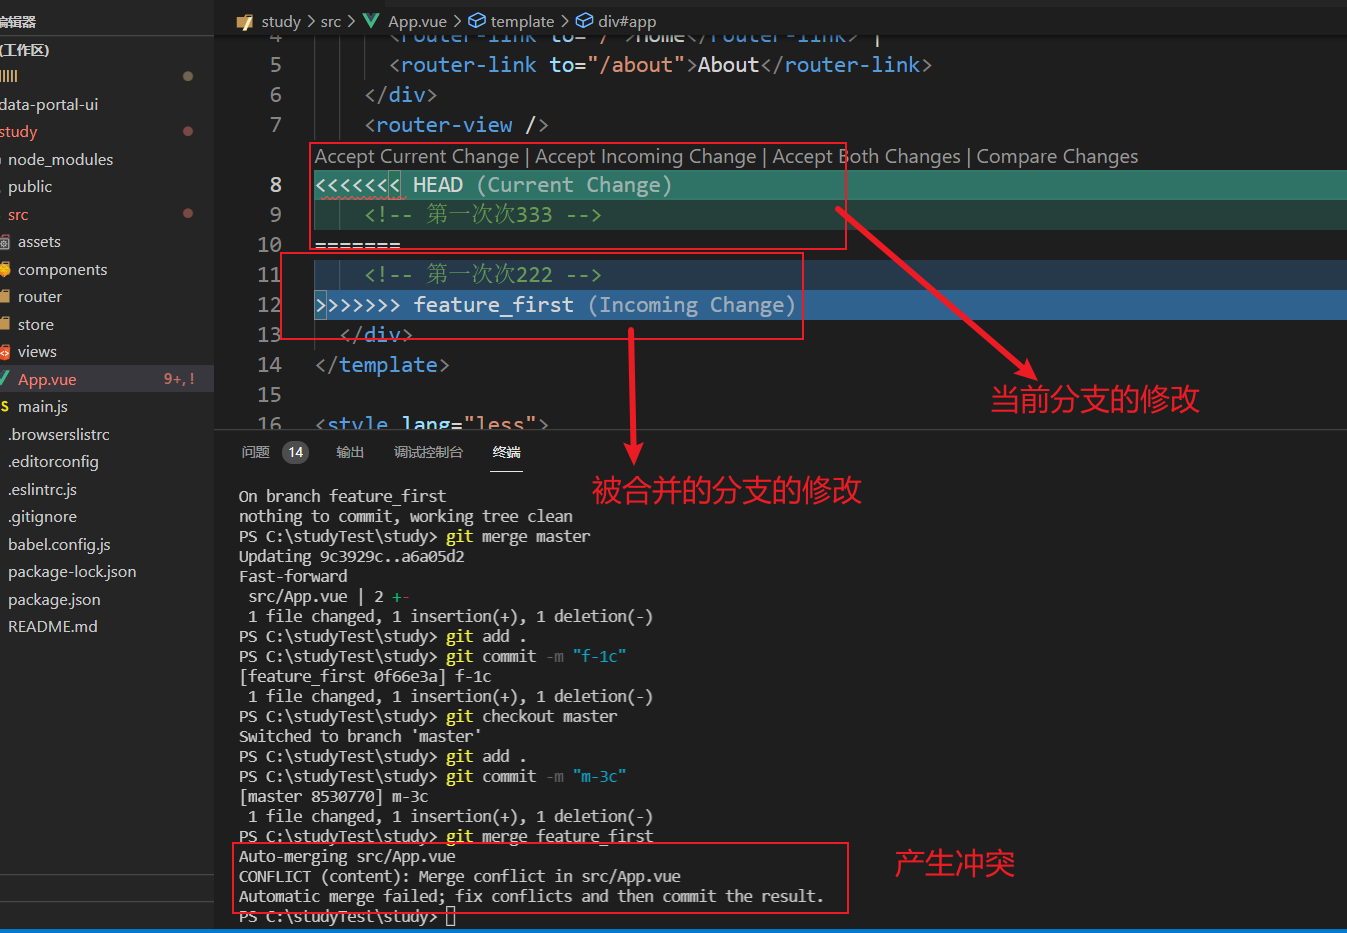 编辑器
(工作区)
lllll
data-portal-ui
study
node_modules
public
src
assets
components
router
store
views
App.vue 9+, !
main.js
.browserslistrc
.editorconfig
.eslintrc.js
.gitignore
babel.config.js
package-lock.json
package.json
README.md
study > src > App.vue > template > div#app
4 <router-link to="/">Home</router-link> |
5 <router-link to="/about">About</router-link>
6 </div>
7 <router-view />
Accept Current Change | Accept Incoming Change | Accept Both Changes | Compare Changes
8 <<<<<<< HEAD (Current Change)
9 <!-- 第一次次333 -->
10 =======
11 <!-- 第一次次222 -->
12 >>>>>>> feature_first (Incoming Change)
13 </div>
14 </template>
15
16 <style lang="less">
当前分支的修改
被合并的分支的修改
问题 14 输出 调试控制台 终端
On branch feature_first
nothing to commit, working tree clean
PS C:\studyTest\study> git merge master
Updating 9c3929c..a6a05d2
Fast-forward
src/App.vue | 2 +-
1 file changed, 1 insertion(+), 1 deletion(-)
PS C:\studyTest\study> git add .
PS C:\studyTest\study> git commit -m "f-1c"
[feature_first 0f66e3a] f-1c
1 file changed, 1 insertion(+), 1 deletion(-)
PS C:\studyTest\study> git checkout master
Switched to branch 'master'
PS C:\studyTest\study> git add .
PS C:\studyTest\study> git commit -m "m-3c"
[master 8530770] m-3c
1 file changed, 1 insertion(+), 1 deletion(-)
PS C:\studyTest\study> git merge feature_first
Auto-merging src/App.vue
CONFLICT (content): Merge conflict in src/App.vue
Automatic merge failed; fix conflicts and then commit the result.
PS C:\studyTest\study>
产生冲突